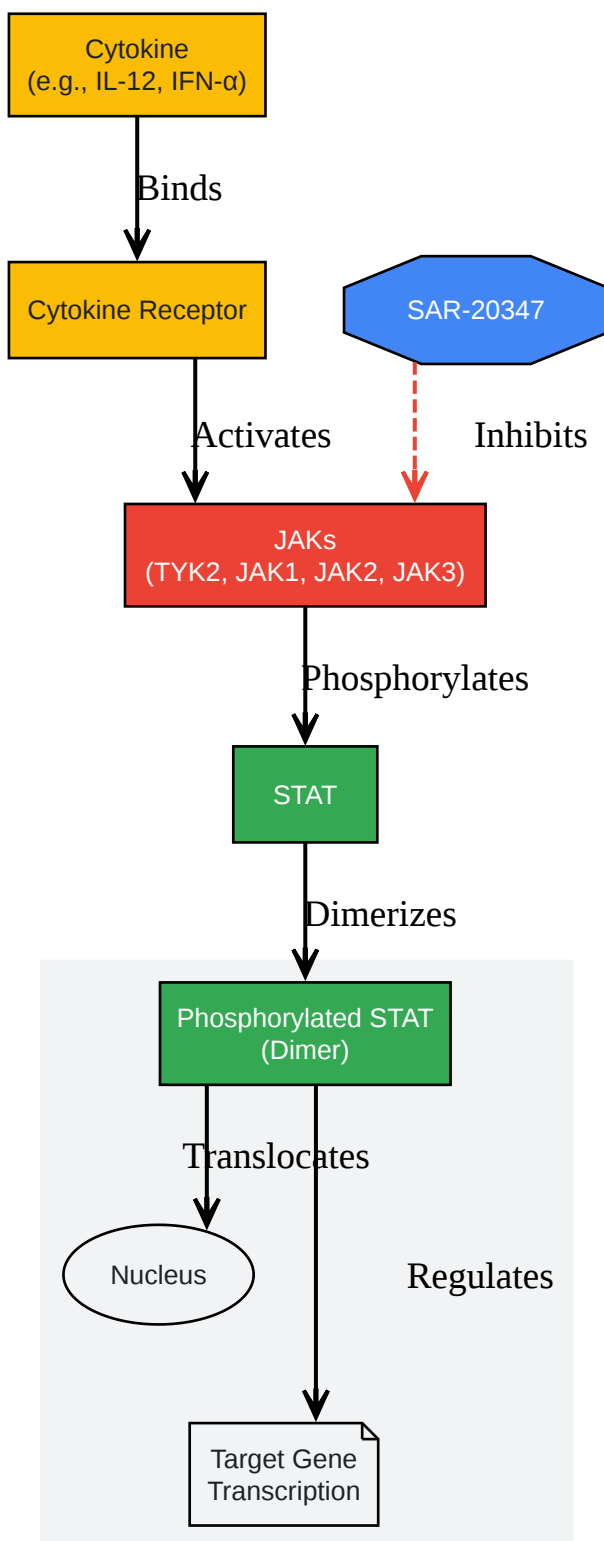 Cytokine
(e.g., IL-12, IFN-α)
Binds
Cytokine Receptor
SAR-20347
Activates
Inhibits
JAKs
(TYK2, JAK1, JAK2, JAK3)
Phosphorylates
STAT
Dimerizes
Phosphorylated STAT
(Dimer)
Translocates
Nucleus
Regulates
Target Gene
Transcription